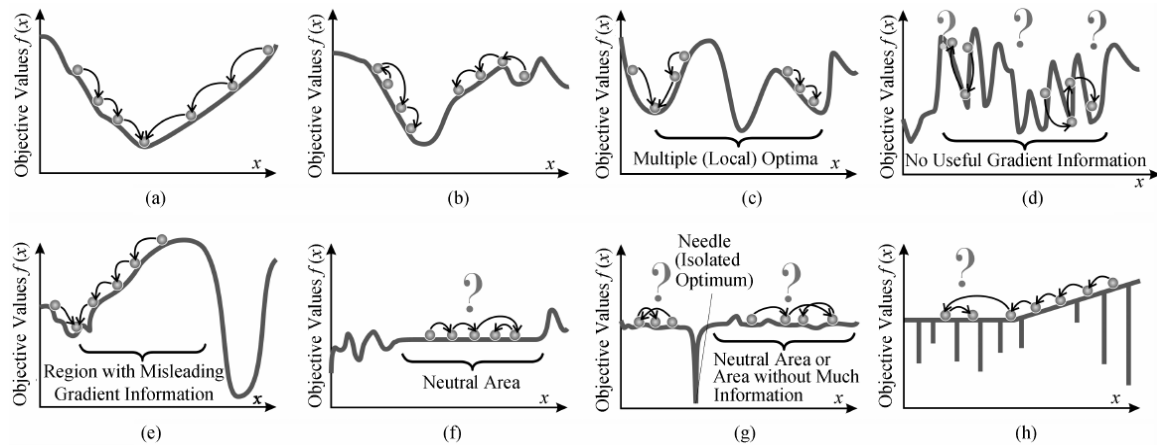 Objective Values f (x)
x
(a)
Objective Values f (x)
x
(b)
Objective Values f (x)
Multiple (Local) Optima
x
(c)
Objective Values f (x)
? ? ?
No Useful Gradient Information
x
(d)
Objective Values f (x)
Region with Misleading
Gradient Information
x
(e)
Objective Values f (x)
?
Neutral Area
x
(f)
Objective Values f (x)
Needle
(Isolated
Optimum)
? ?
Neutral Area or
Area without Much
Information
x
(g)
Objective Values f (x)
?
x
(h)